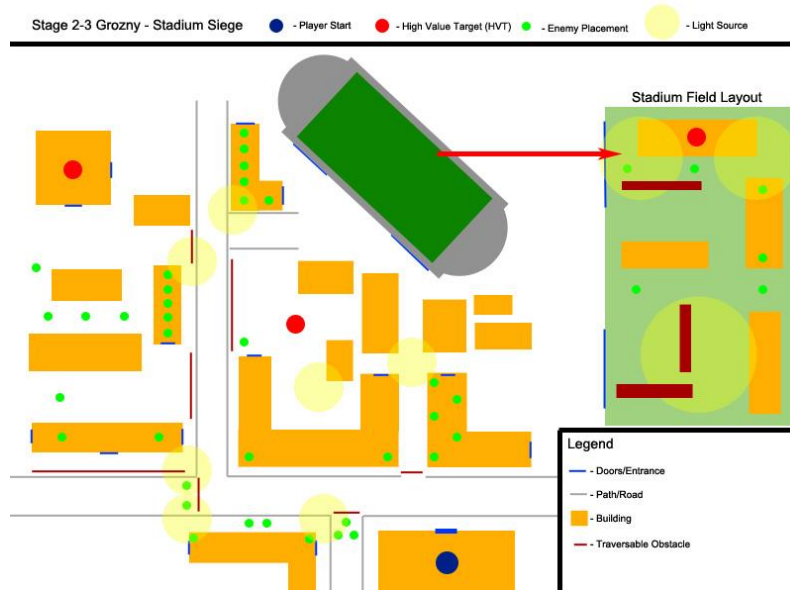 Stage 2-3 Grozny - Stadium Siege - Player Start - High Value Target (HVT) - Enemy Placement - Light Source
Stadium Field Layout
Legend
- Doors/Entrance
- Path/Road
- Building
- Traversable Obstacle